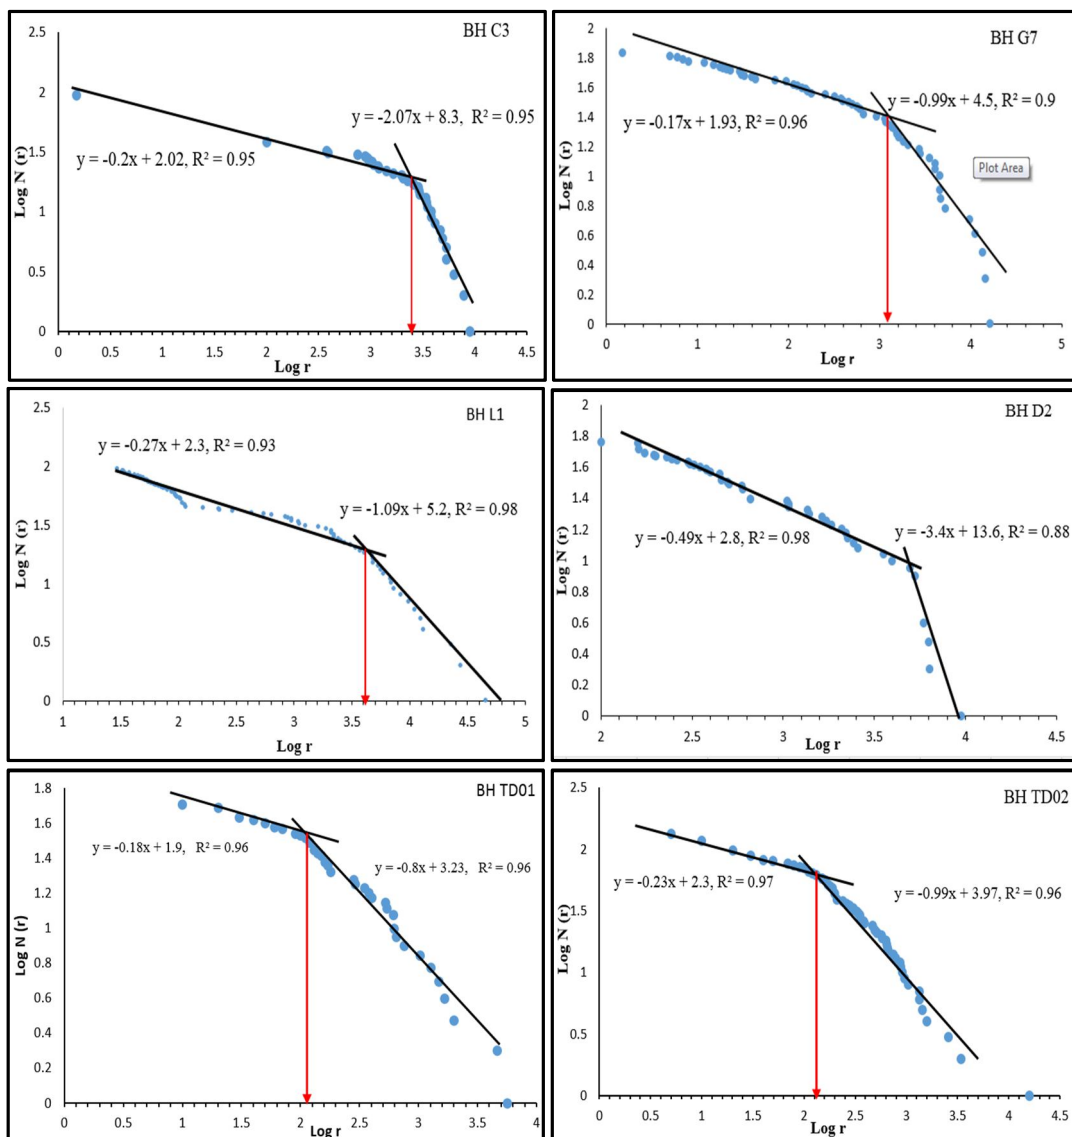 BH C3
2.5
2
1.5
1
0.5
0
Log N (r)
y = -2.07x + 8.3, R² = 0.95
y = -0.2x + 2.02, R² = 0.95
0 0.5 1 1.5 2 2.5 3 3.5 4 4.5
Log r
BH G7
2
1.8
1.6
1.4
1.2
1
0.8
0.6
0.4
0.2
0
Log N (r)
y = -0.99x + 4.5, R² = 0.9
y = -0.17x + 1.93, R² = 0.96
Plot Area
0 1 2 3 4 5
Log r
BH L1
2.5
2
1.5
1
0.5
0
Log N (r)
y = -0.27x + 2.3, R² = 0.93
y = -1.09x + 5.2, R² = 0.98
1 1.5 2 2.5 3 3.5 4 4.5 5
Log r
BH D2
2
1.8
1.6
1.4
1.2
1
0.8
0.6
0.4
0.2
0
Log N (r)
y = -0.49x + 2.8, R² = 0.98
y = -3.4x + 13.6, R² = 0.88
2 2.5 3 3.5 4 4.5
Log r
BH TD01
1.8
1.6
1.4
1.2
1
0.8
0.6
0.4
0.2
0
Log N (r)
y = -0.18x + 1.9, R² = 0.96
y = -0.8x + 3.23, R² = 0.96
0 0.5 1 1.5 2 2.5 3 3.5 4
Log r
BH TD02
2.5
2
1.5
1
0.5
0
Log N (r)
y = -0.23x + 2.3, R² = 0.97
y = -0.99x + 3.97, R² = 0.96
0 0.5 1 1.5 2 2.5 3 3.5 4 4.5
Log r